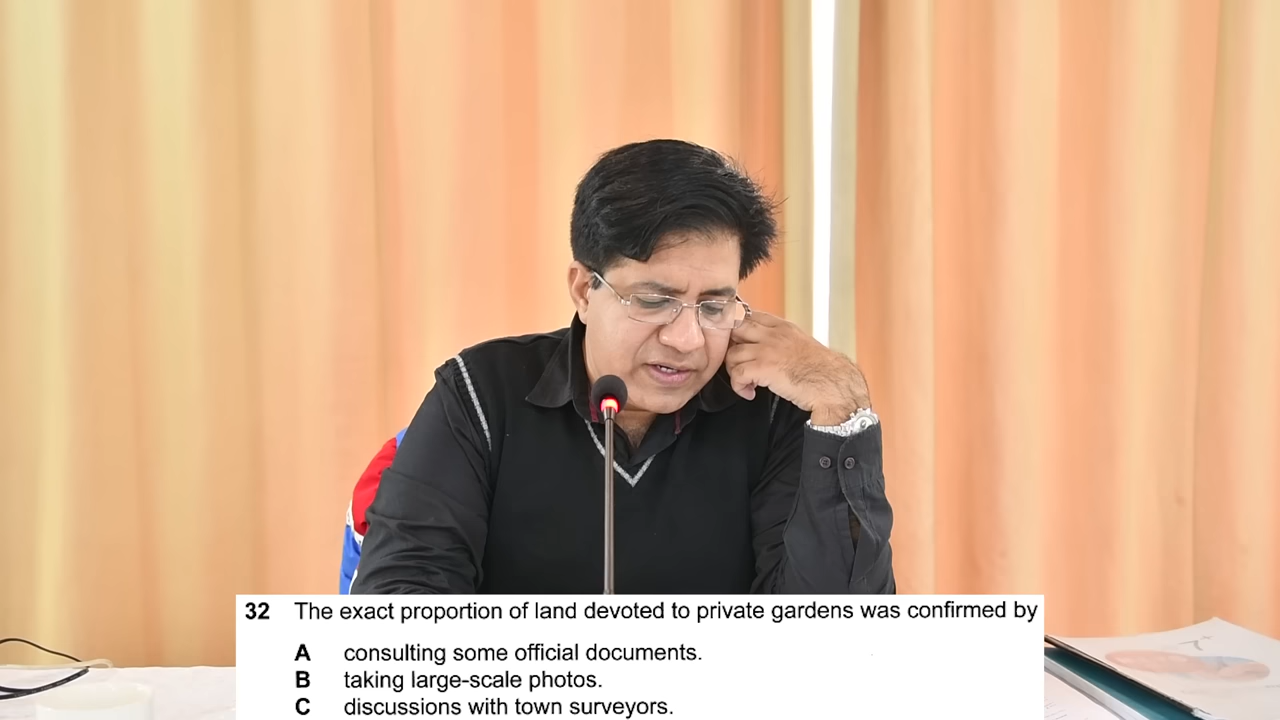 32 The exact proportion of land devoted to private gardens was confirmed by
A consulting some official documents.
B taking large-scale photos.
C discussions with town surveyors.